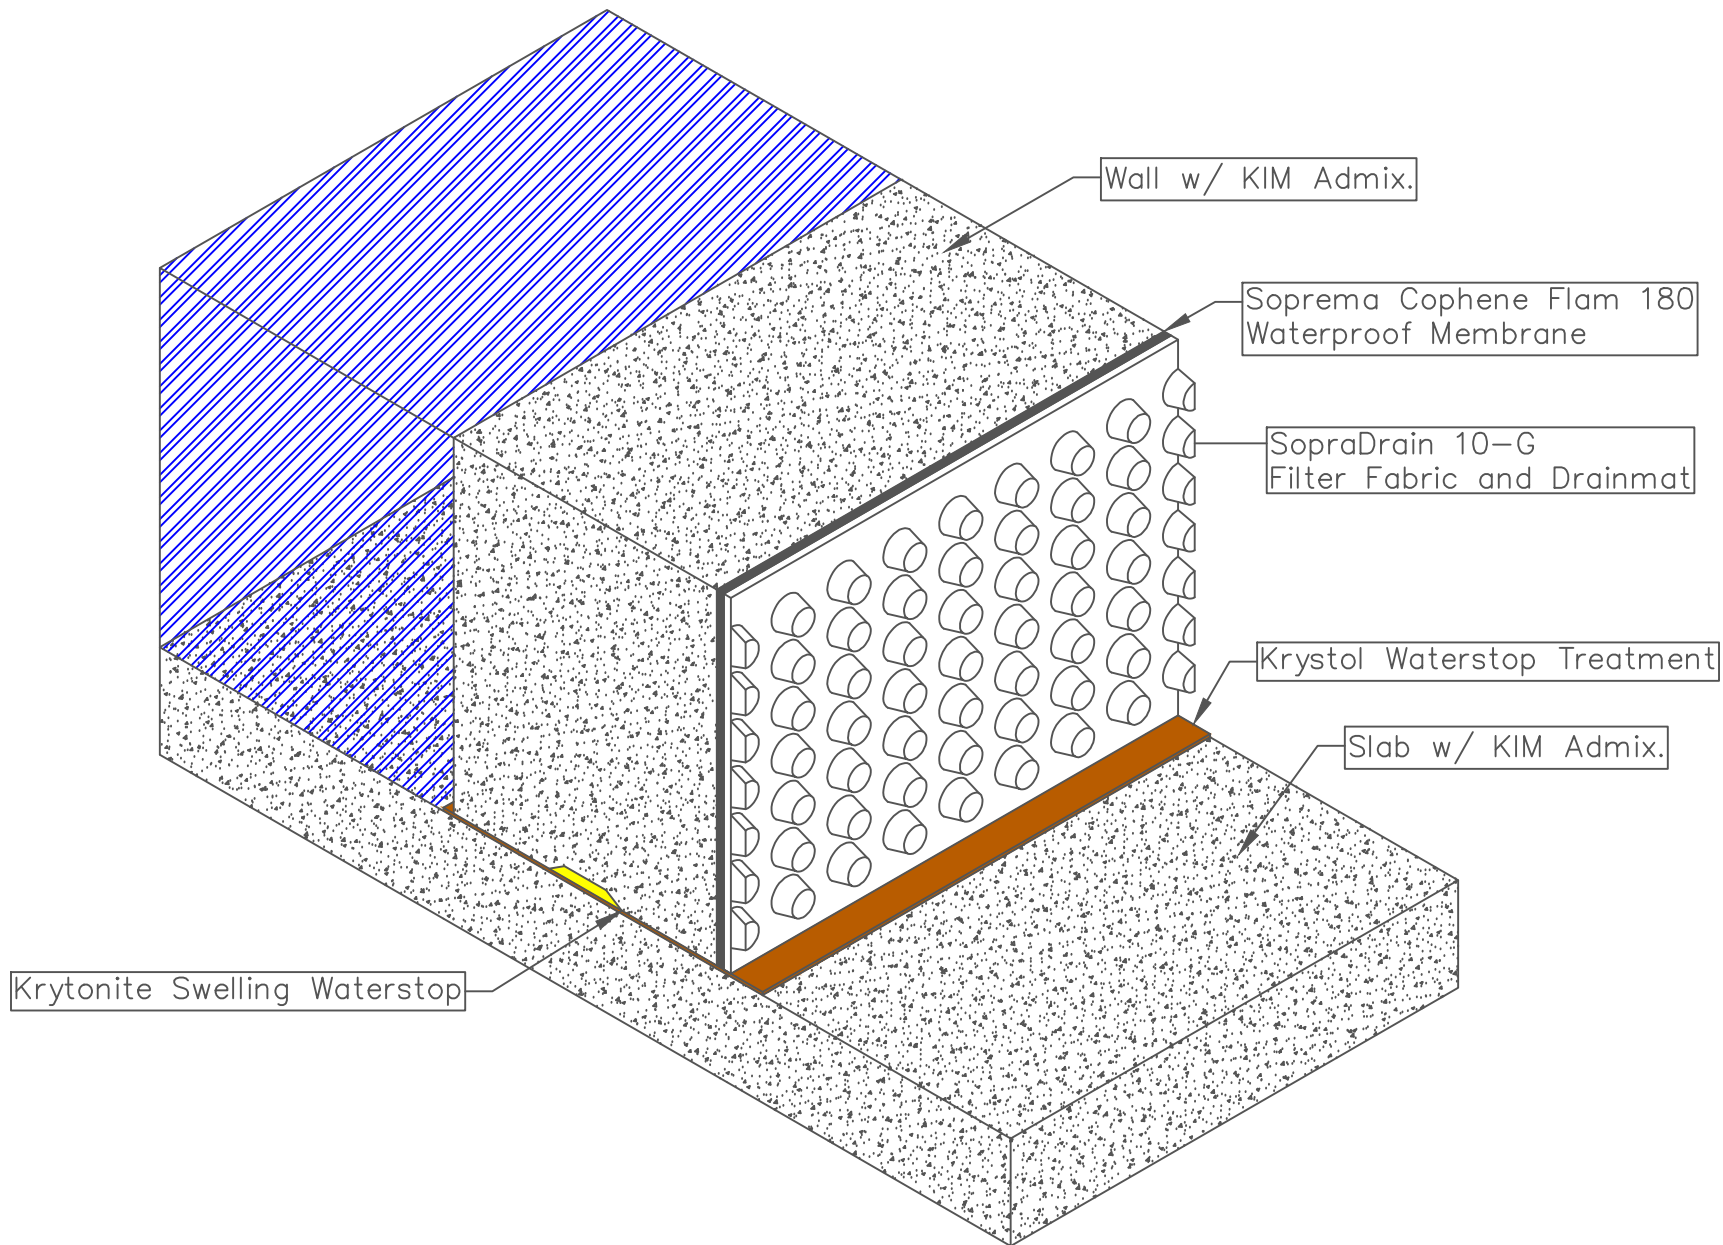 Wall w/ KIM Admix.
Soprema Cophene Flam 180
Waterproof Membrane
SopraDrain 10-G
Filter Fabric and Drainmat
Krystol Waterstop Treatment
Slab w/ KIM Admix.
Krytonite Swelling Waterstop